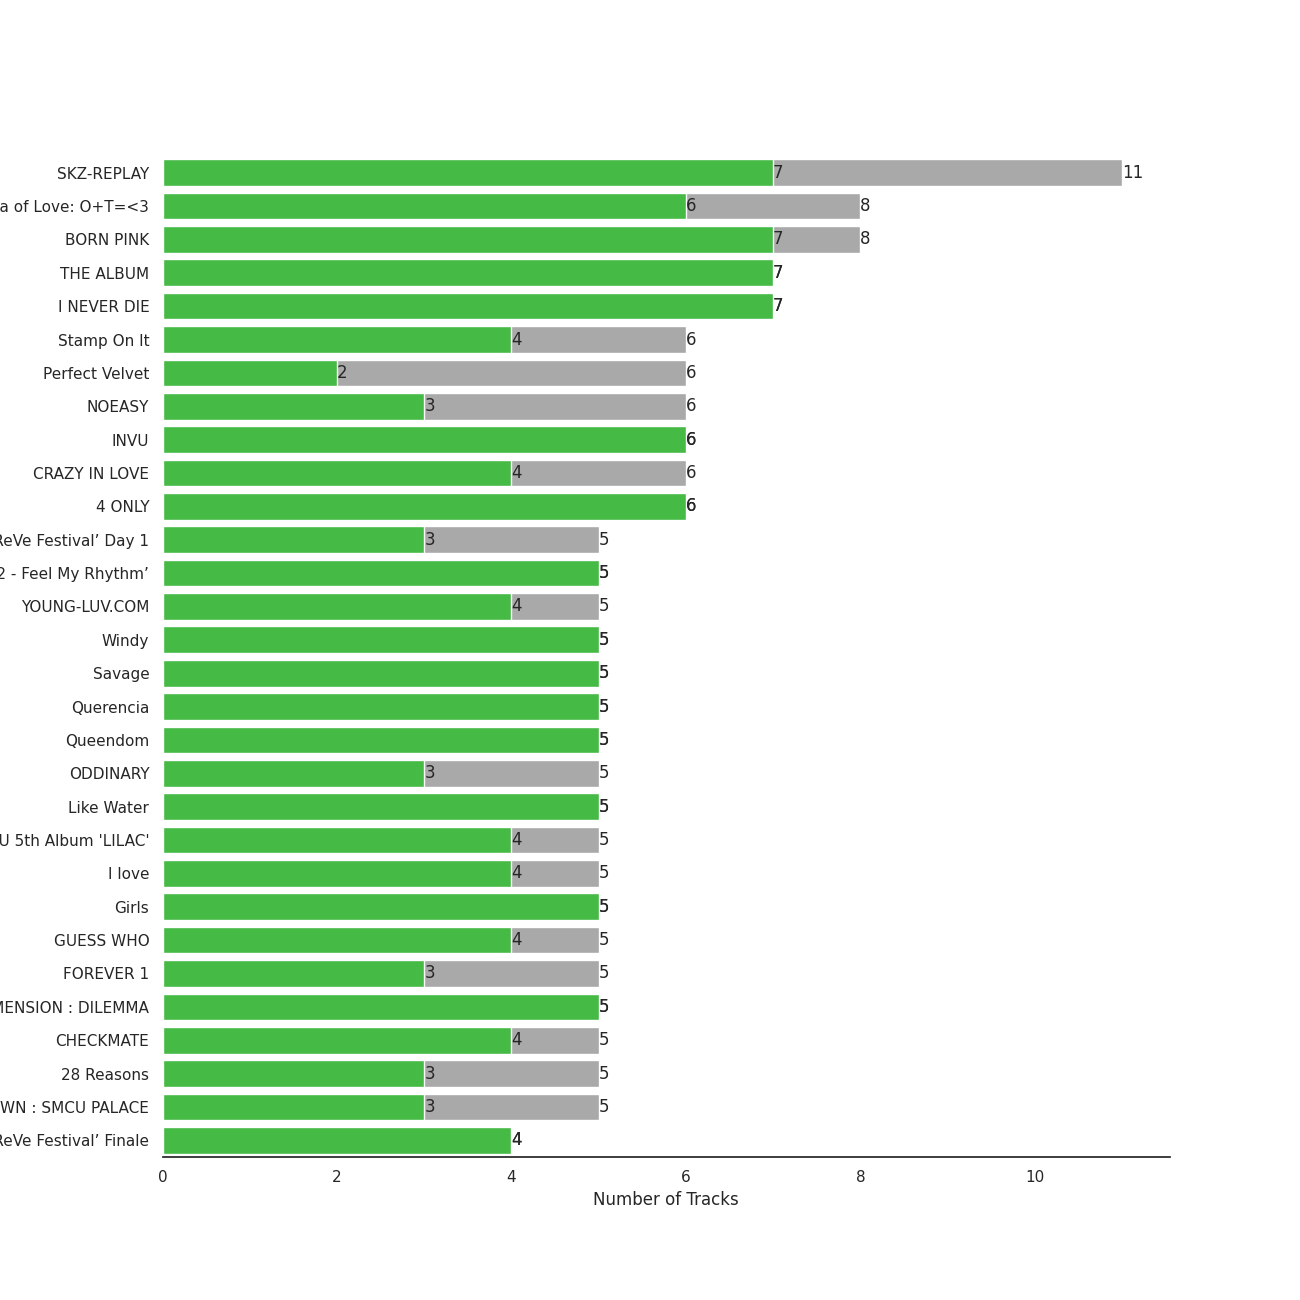 SKZ-REPLAY 7 11
a of Love: O+T=<3 6 8
BORN PINK 7 8
THE ALBUM 7
I NEVER DIE 7
Stamp On It 4 6
Perfect Velvet 2 6
NOEASY 3 6
INVU 6
CRAZY IN LOVE 4 6
4 ONLY 6
ReVe Festival’ Day 1 3 5
2 - Feel My Rhythm’ 5
YOUNG-LUV.COM 4 5
Windy 5
Savage 5
Querencia 5
Queendom 5
ODDINARY 3 5
Like Water 5
U 5th Album 'LILAC' 4 5
I love 4 5
Girls 5
GUESS WHO 4 5
FOREVER 1 3 5
MENSION : DILEMMA 5
CHECKMATE 4 5
28 Reasons 3 5
WN : SMCU PALACE 3 5
ReVe Festival’ Finale 4
0 2 4 6 8 10
Number of Tracks